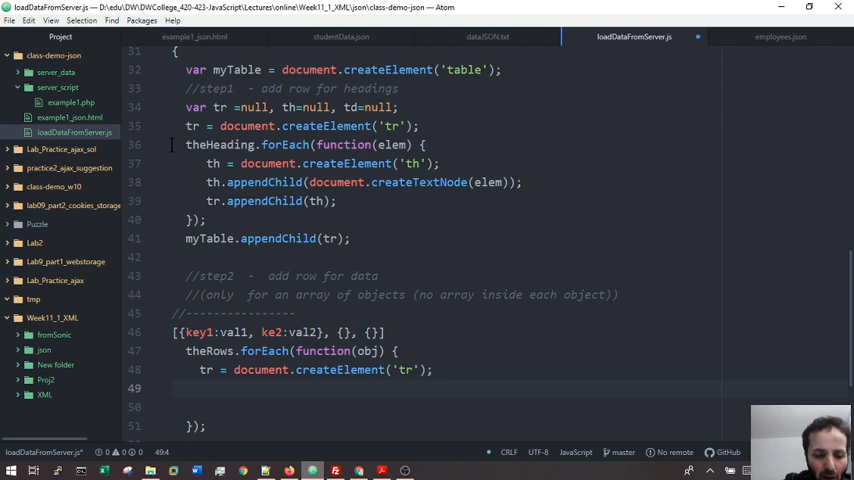 loadDataFromServer.js - D:\edu\DW\DWCollege_420-423-JavaScript\Lectures\online\Week11_XML\json\class-demo-json - Atom
File Edit View Selection Find Packages Help
Project
example1_json.html
studentData.json
dataJSON.txt
loadDataFromServer.js
employees.json
class-demo-json
server_data
server_script
example1.php
example1_json.html
loadDataFromServer.js
Lab_Practice_ajax_sol
practice2_ajax_suggestion
class-demo_w10
lab09_part2_cookies_storage
Puzzle
Lab2
Lab9_part1_webstorage
Lab_Practice_ajax
tmp
Week11_1_XML
fromSonic
json
New folder
Proj2
XML
31 {
32 var myTable = document.createElement('table');
33 //step1 - add row for headings
34 var tr =null, th=null, td=null;
35 tr = document.createElement('tr');
36 theHeading.forEach(function(elem) {
37 th = document.createElement('th');
38 th.appendChild(document.createTextNode(elem));
39 tr.appendChild(th);
40 });
41 myTable.appendChild(tr);
42
43 //step2 - add row for data
44 //(only for an array of objects (no array inside each object))
45 //---------------
46 [{key1:val1, ke2:val2}, {}, {}]
47 theRows.forEach(function(obj) {
48 tr = document.createElement('tr');
49
50
51 });
loadDataFromServer.js* 0 0 0 49:4
CRLF UTF-8 JavaScript master No remote GitHub